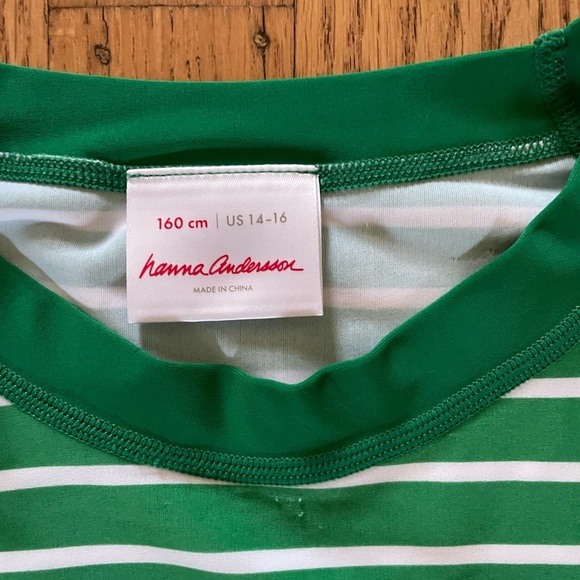 160 cm | US 14-16
hanna andersson
MADE IN CHINA